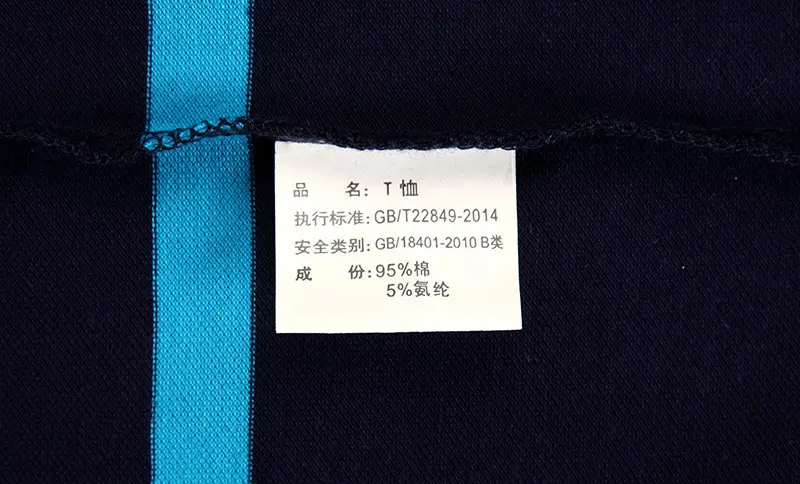 品 名: T 恤
执行标准: GB/T22849-2014
安全类别: GB/18401-2010 B类
成 份: 95%棉
5%氨纶